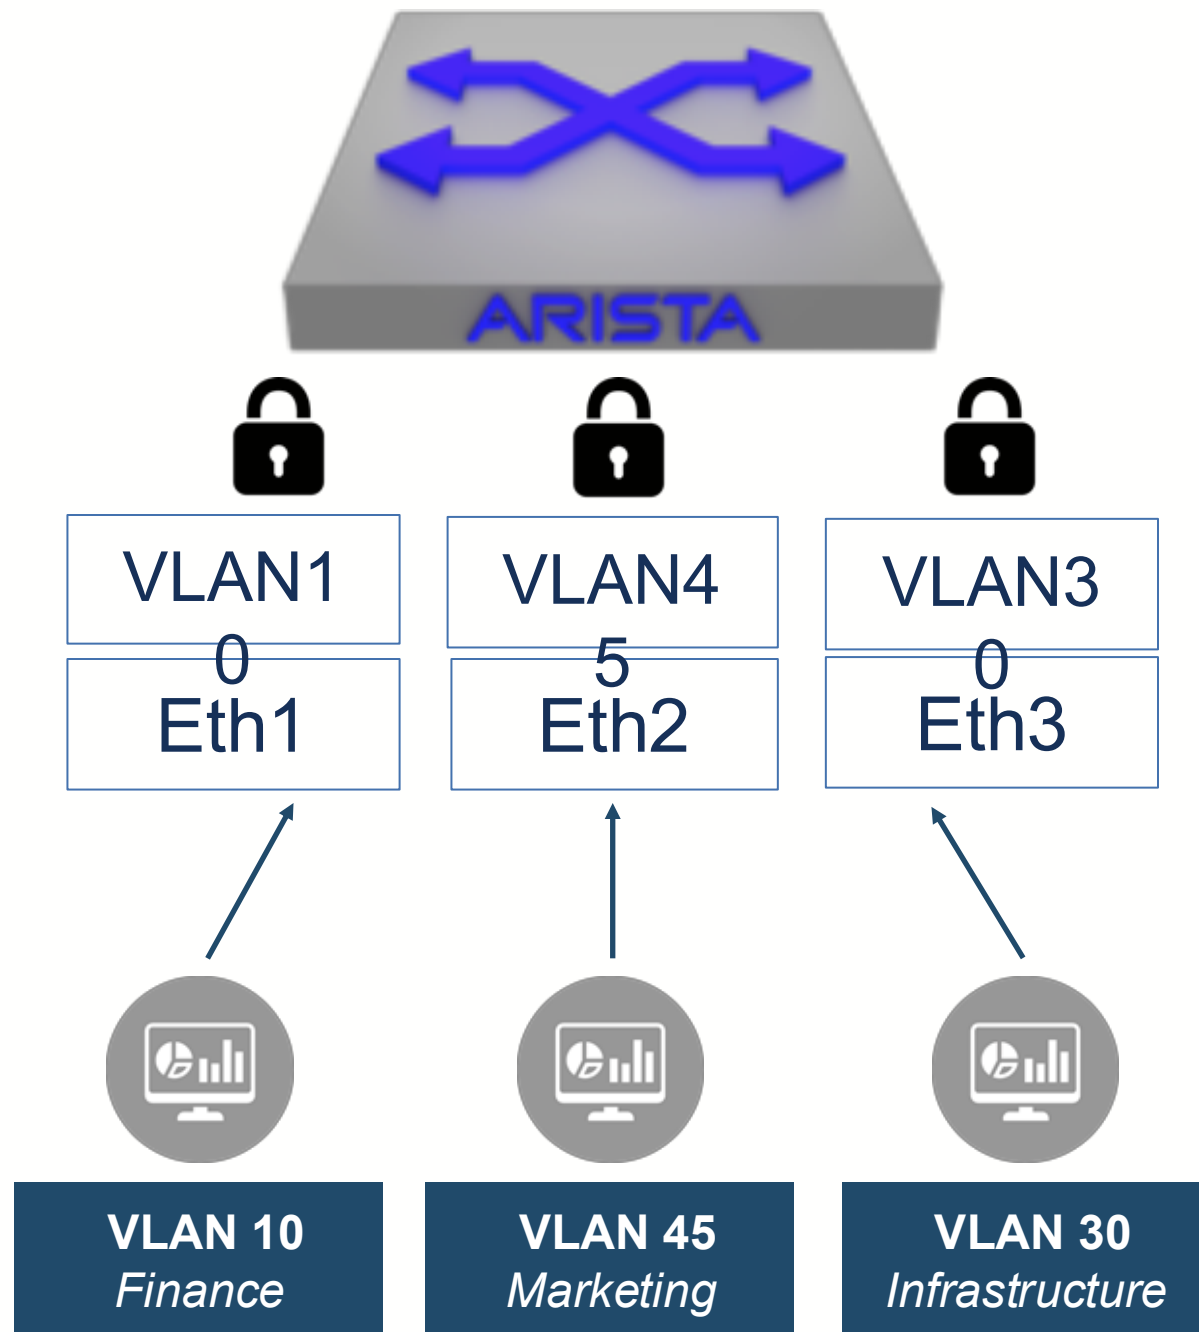 ARISTA
VLAN1
0
VLAN4
5
VLAN3
0
Eth1
Eth2
Eth3
VLAN 10
Finance
VLAN 45
Marketing
VLAN 30
Infrastructure